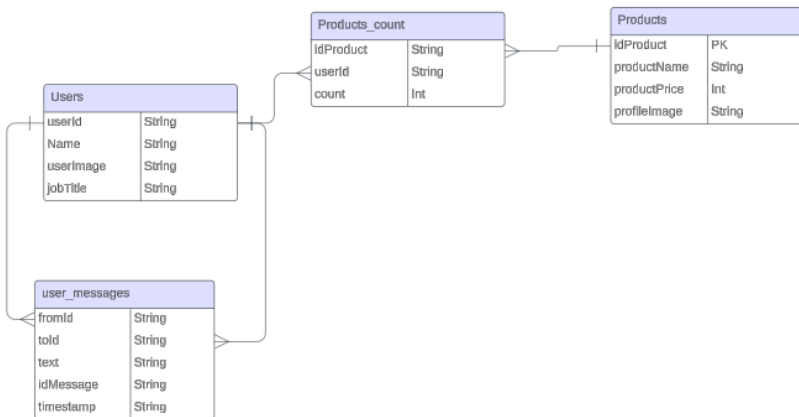 Products_count
idProduct String
userId String
count Int
Products
idProduct PK
productName String
productPrice Int
profileImage String
Users
userId String
Name String
userImage String
jobTitle String
user_messages
fromId String
toId String
text String
idMessage String
timestamp String